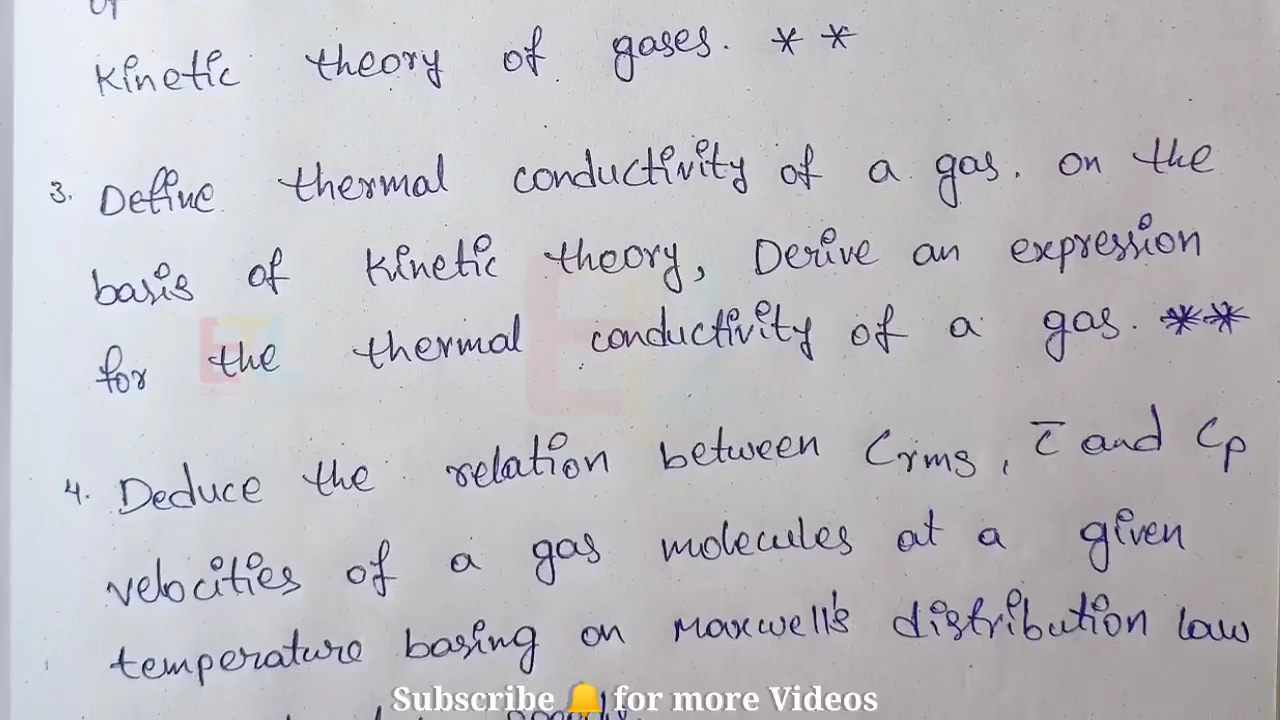 of
Kinetic theory of gases. **
3. Define thermal conductivity of a gas. on the
basis of Kinetic theory, Derive an expression
for the thermal conductivity of a gas. **
4. Deduce the relation between Crms, c̅ and Cp
velocities of a gas molecules at a given
temperature basing on maxwell's distribution law
Subscribe 🔔 for more Videos